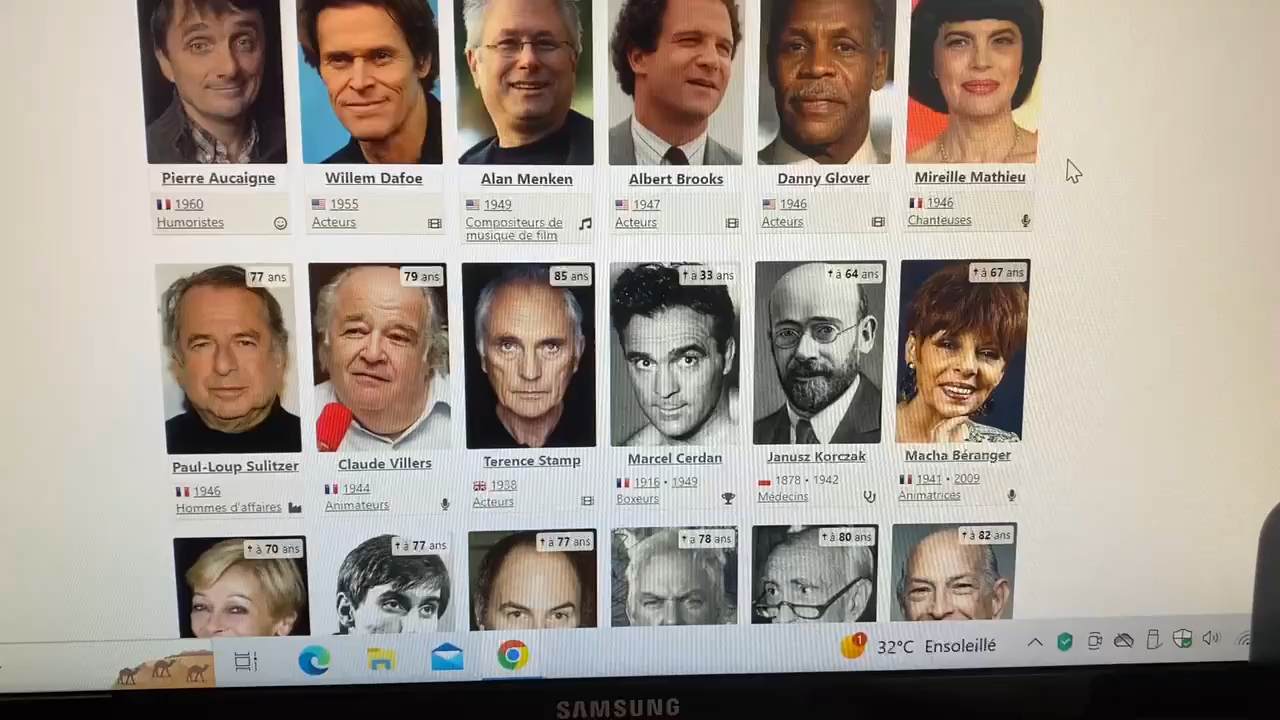 Pierre Aucaigne
Willem Dafoe
Alan Menken
Albert Brooks
Danny Glover
Mireille Mathieu
1960
1955
1949
1947
1946
1946
Humoristes
Acteurs
Compositeurs de
musique de film
Acteurs
Acteurs
Chanteuses
77 ans
79 ans
85 ans
† à 33 ans
† à 64 ans
† à 67 ans
Paul-Loup Sulitzer
Claude Villers
Terence Stamp
Marcel Cerdan
Janusz Korczak
Macha Béranger
1946
1944
1938
1916 • 1949
1878 • 1942
1941 • 2009
Hommes d'affaires
Animateurs
Acteurs
Boxeurs
Médecins
Animatrices
† à 70 ans
† à 77 ans
† à 77 ans
† à 78 ans
† à 80 ans
† à 82 ans
1
32°C Ensoleillé
SAMSUNG